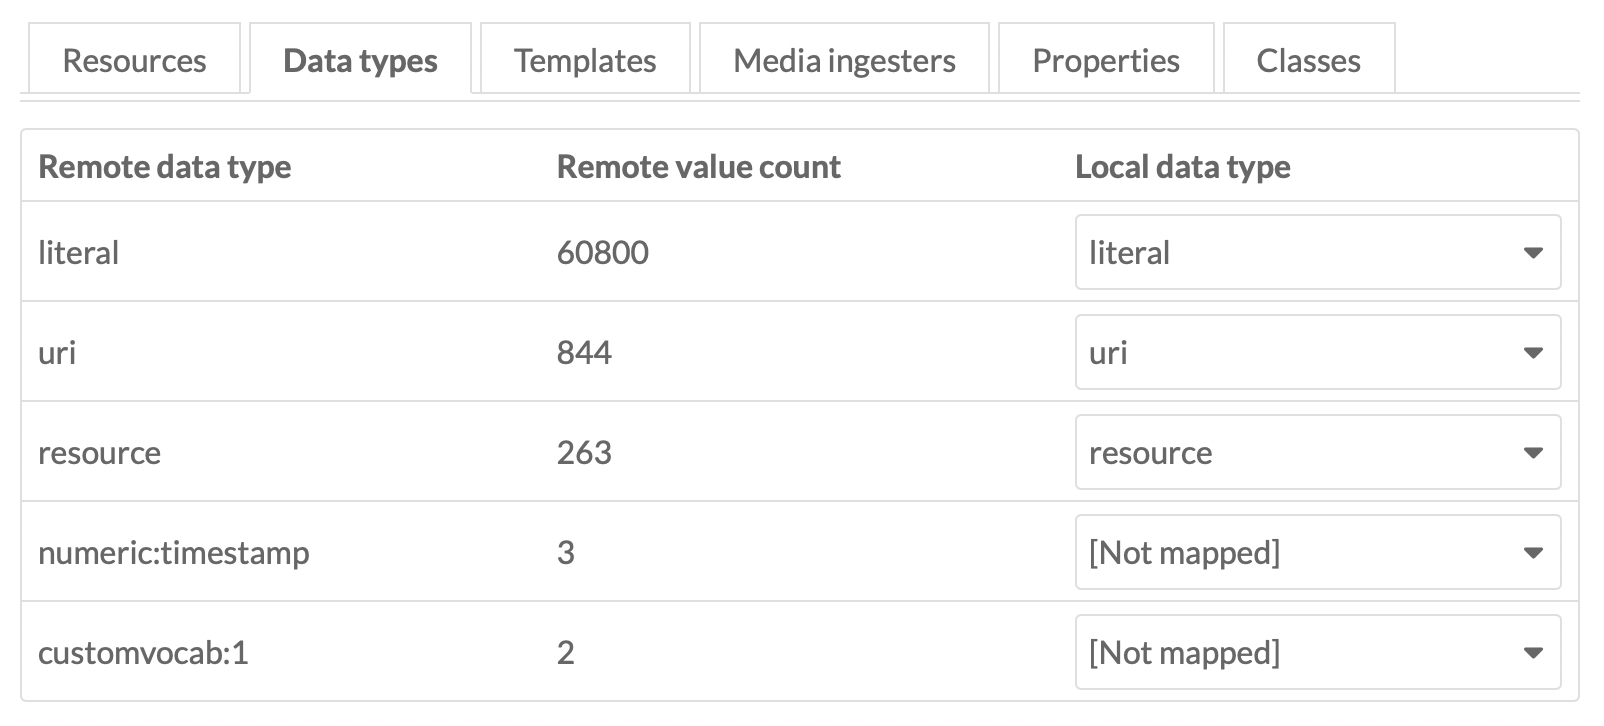 Resources Data types Templates Media ingesters Properties Classes
Remote data type Remote value count Local data type
literal 60800 literal
uri 844 uri
resource 263 resource
numeric:timestamp 3 [Not mapped]
customvocab:1 2 [Not mapped]